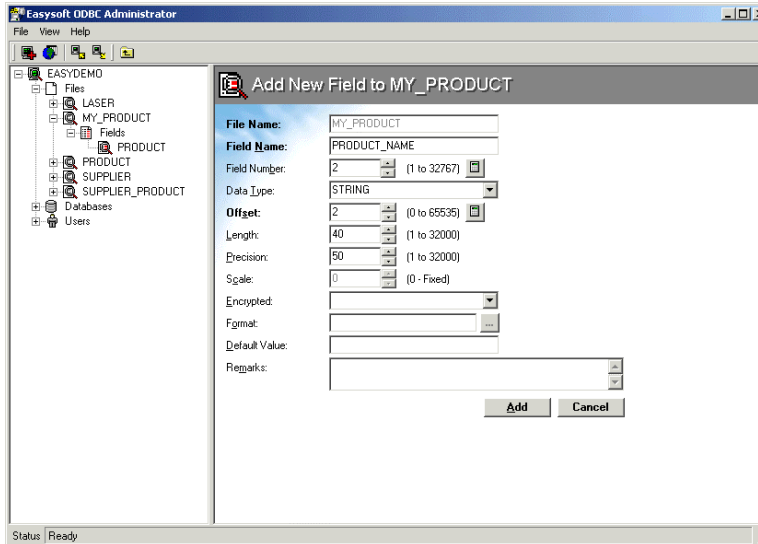 Easysoft ODBC Administrator
File View Help
EASYDEMO
Files
LASER
MY_PRODUCT
Fields
PRODUCT
PRODUCT
SUPPLIER
SUPPLIER_PRODUCT
Databases
Users
Add New Field to MY_PRODUCT
File Name: MY_PRODUCT
Field Name: PRODUCT_NAME
Field Number: 2 (1 to 32767)
Data Type: STRING
Offset: 2 (0 to 65535)
Length: 40 (1 to 32000)
Precision: 50 (1 to 32000)
Scale: 0 (0 - Fixed)
Encrypted:
Format: ...
Default Value:
Remarks:
Add Cancel
Status Ready